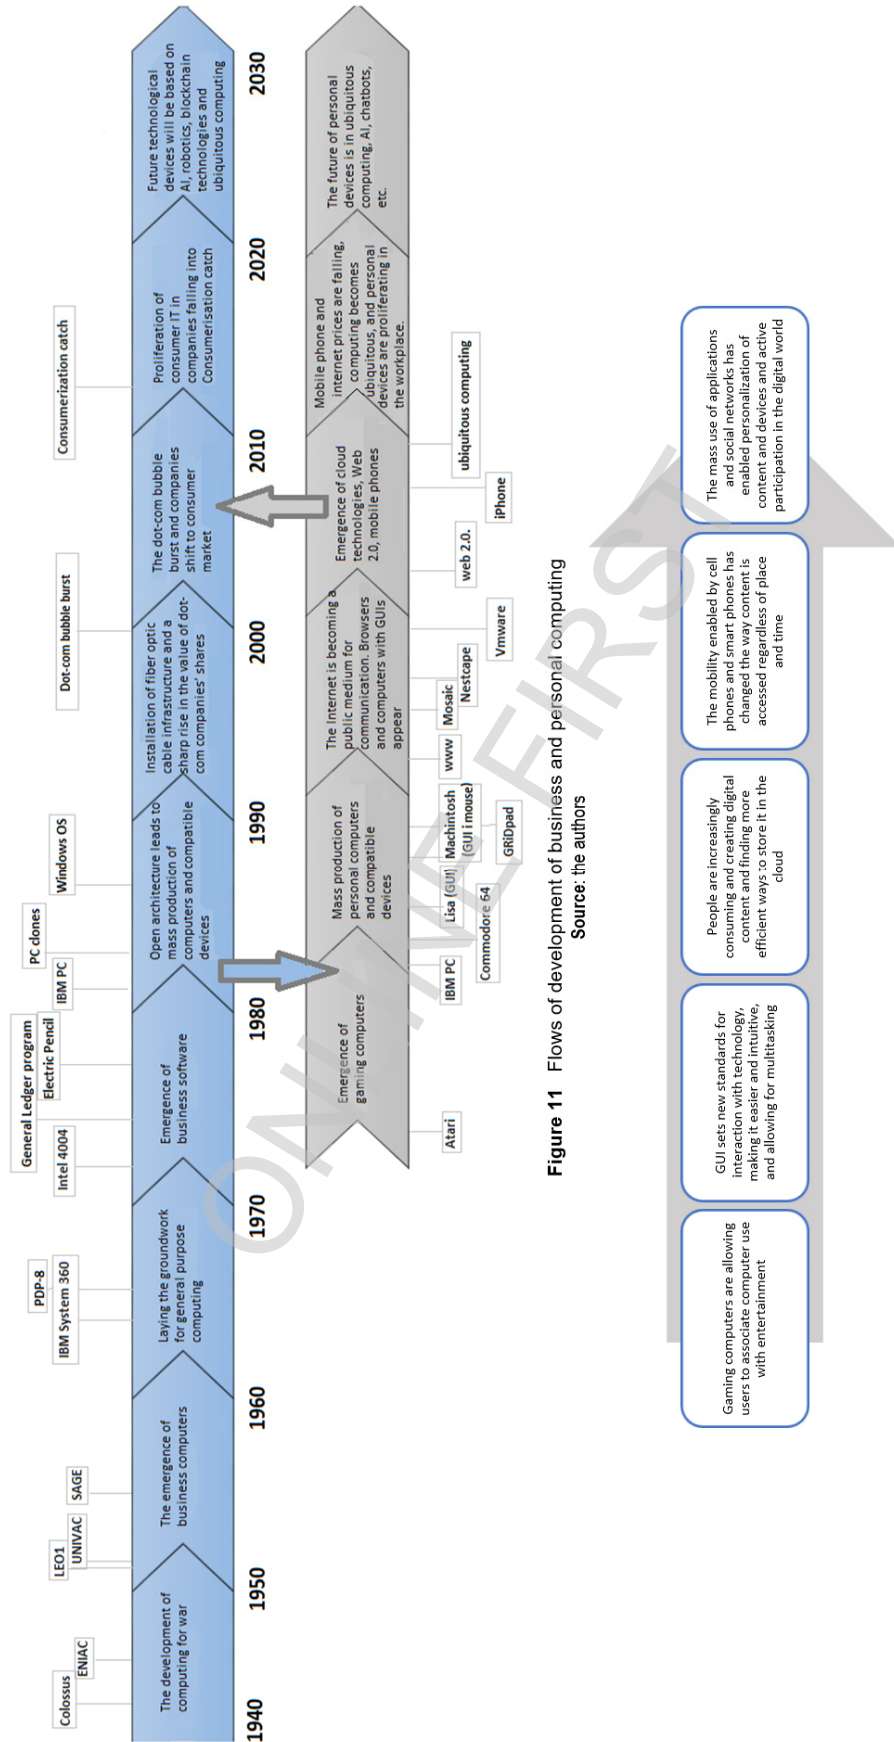 Colossus
ENIAC
LEO1
UNIVAC
SAGE
PDP-8
IBM System 360
Intel 4004
General Ledger program
Electric Pencil
IBM PC
PC clones
Windows OS
Dot-com bubble burst
Consumerization catch
The development of
computing for war
The emergence of
business computers
Laying the groundwork
for general purpose
computing
Emergence of
business software
Open architecture leads to
mass production of
computers and compatible
devices
Installation of fiber optic
cable infrastructure and a
sharp rise in the value of dot-
com companies' shares
The dot-com bubble
burst and companies
shift to consumer
market
Proliferation of
consumer IT in
companies falling into
Consumerisation catch
Future technological
devices will be based on
AI, robotics, blockchain
technologies and
ubiquitous computing
1940
1950
1960
1970
1980
1990
2000
2010
2020
2030
Emergence of
gaming computers
Mass production of
personal computers
and compatible
devices
The Internet is becoming a
public medium for
communication. Browsers
and computers with GUIs
appear
Emergence of cloud
technologies, Web
2.0, mobile phones
Mobile phone and
internet prices are falling,
computing becomes
ubiquitous, and personal
devices are proliferating in
the workplace.
The future of personal
devices is in ubiquitous
computing, AI, chatbots,
etc.
Atari
IBM PC
Commodore 64
Lisa (GUI)
Machintosh
(GUI i mouse)
GRiDpad
www
Mosaic
Nestcape
Vmware
web 2.0.
iPhone
ubiquitous computing
Figure 11 Flows of development of business and personal computing
Source: the authors
Gaming computers are allowing
users to associate computer use
with entertainment
GUI sets new standards for
interaction with technology,
making it easier and intuitive,
and allowing for multitasking
People are increasingly
consuming and creating digital
content and finding more
efficient ways to store it in the
cloud
The mobility enabled by cell
phones and smart phones has
changed the way content is
accessed regardless of place
and time
The mass use of applications
and social networks has
enabled personalization of
content and devices and active
participation in the digital world
ONLINE FIRST